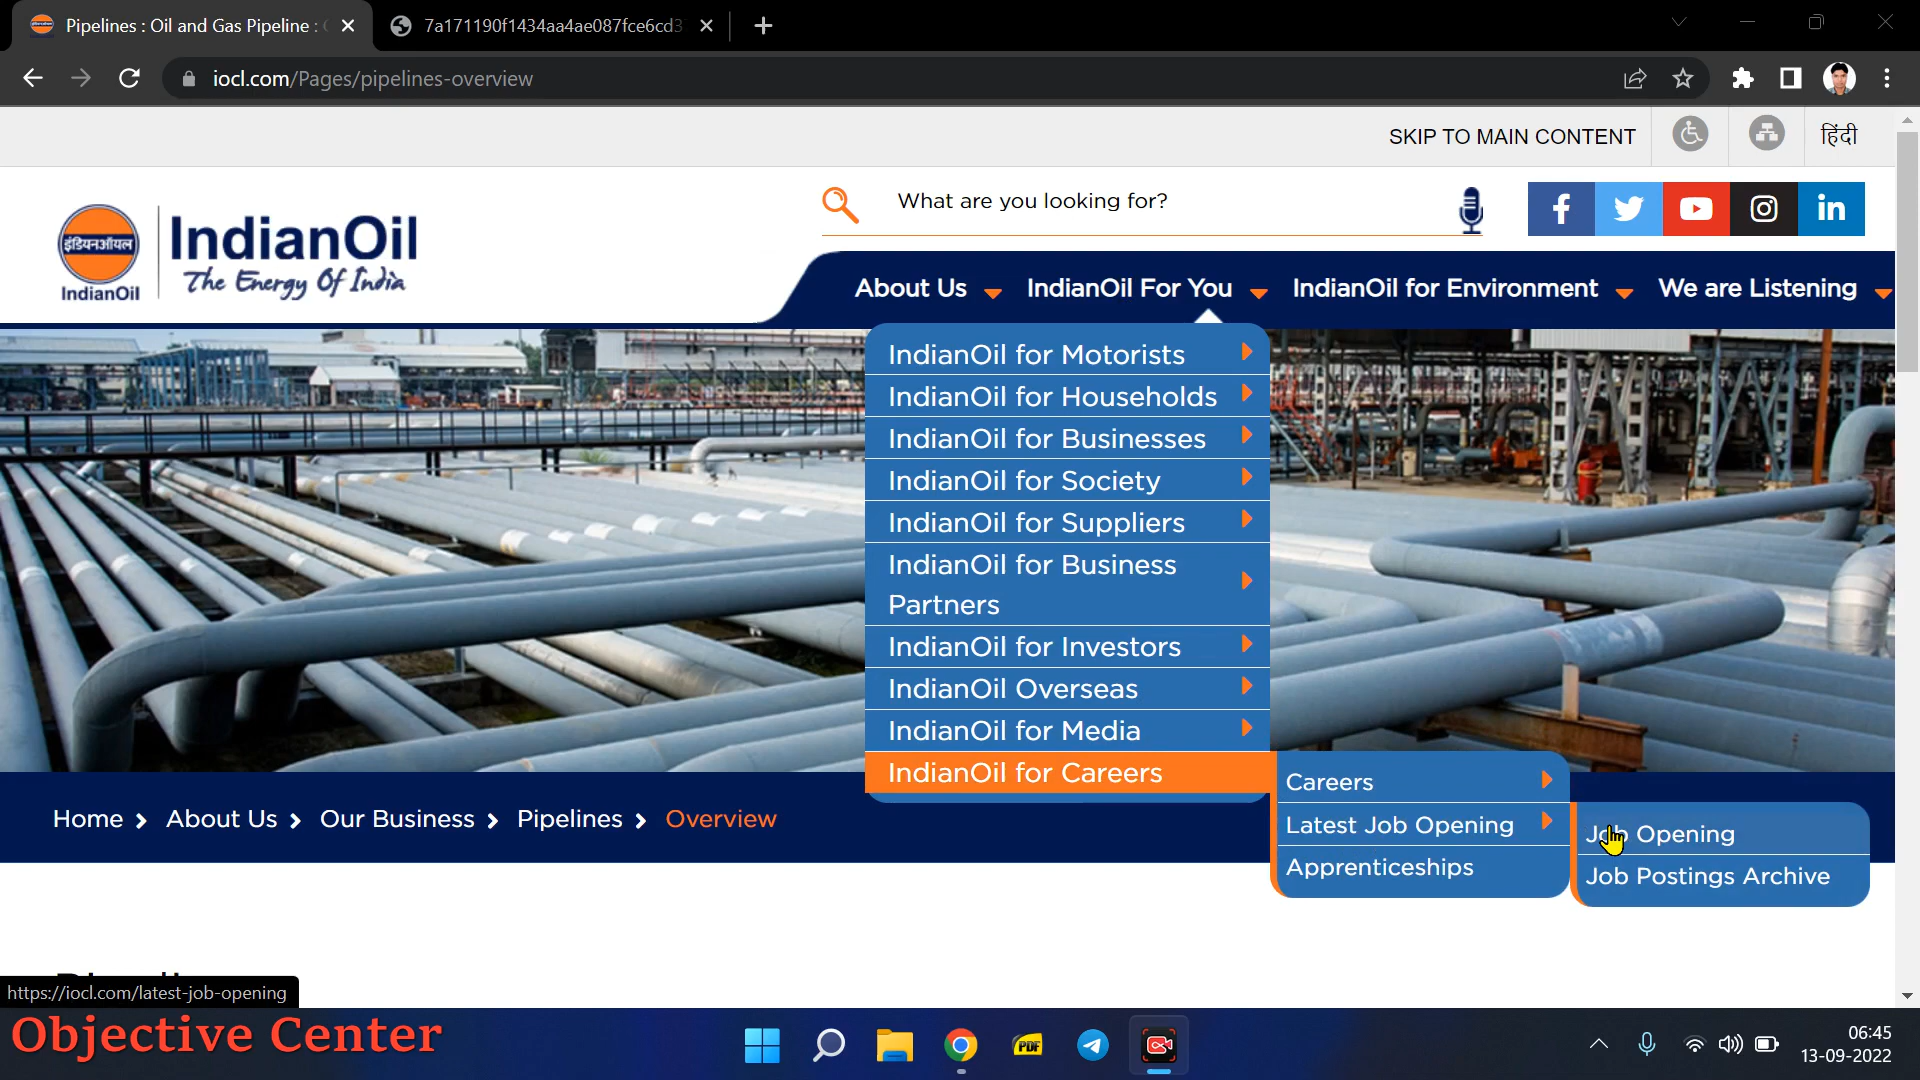 Pipelines : Oil and Gas Pipeline :
7a171190f1434aa4ae087fce6cd3
iocl.com/Pages/pipelines-overview
SKIP TO MAIN CONTENT
हिंदी
What are you looking for?
इंडियनऑयल
IndianOil
IndianOil
The Energy Of India
About Us
IndianOil For You
IndianOil for Environment
We are Listening
IndianOil for Motorists
IndianOil for Households
IndianOil for Businesses
IndianOil for Society
IndianOil for Suppliers
IndianOil for Business
Partners
IndianOil for Investors
IndianOil Overseas
IndianOil for Media
IndianOil for Careers
Careers
Latest Job Opening
Apprenticeships
Job Opening
Job Postings Archive
Home > About Us > Our Business > Pipelines > Overview
https://iocl.com/latest-job-opening
Objective Center
PDF
06:45
13-09-2022